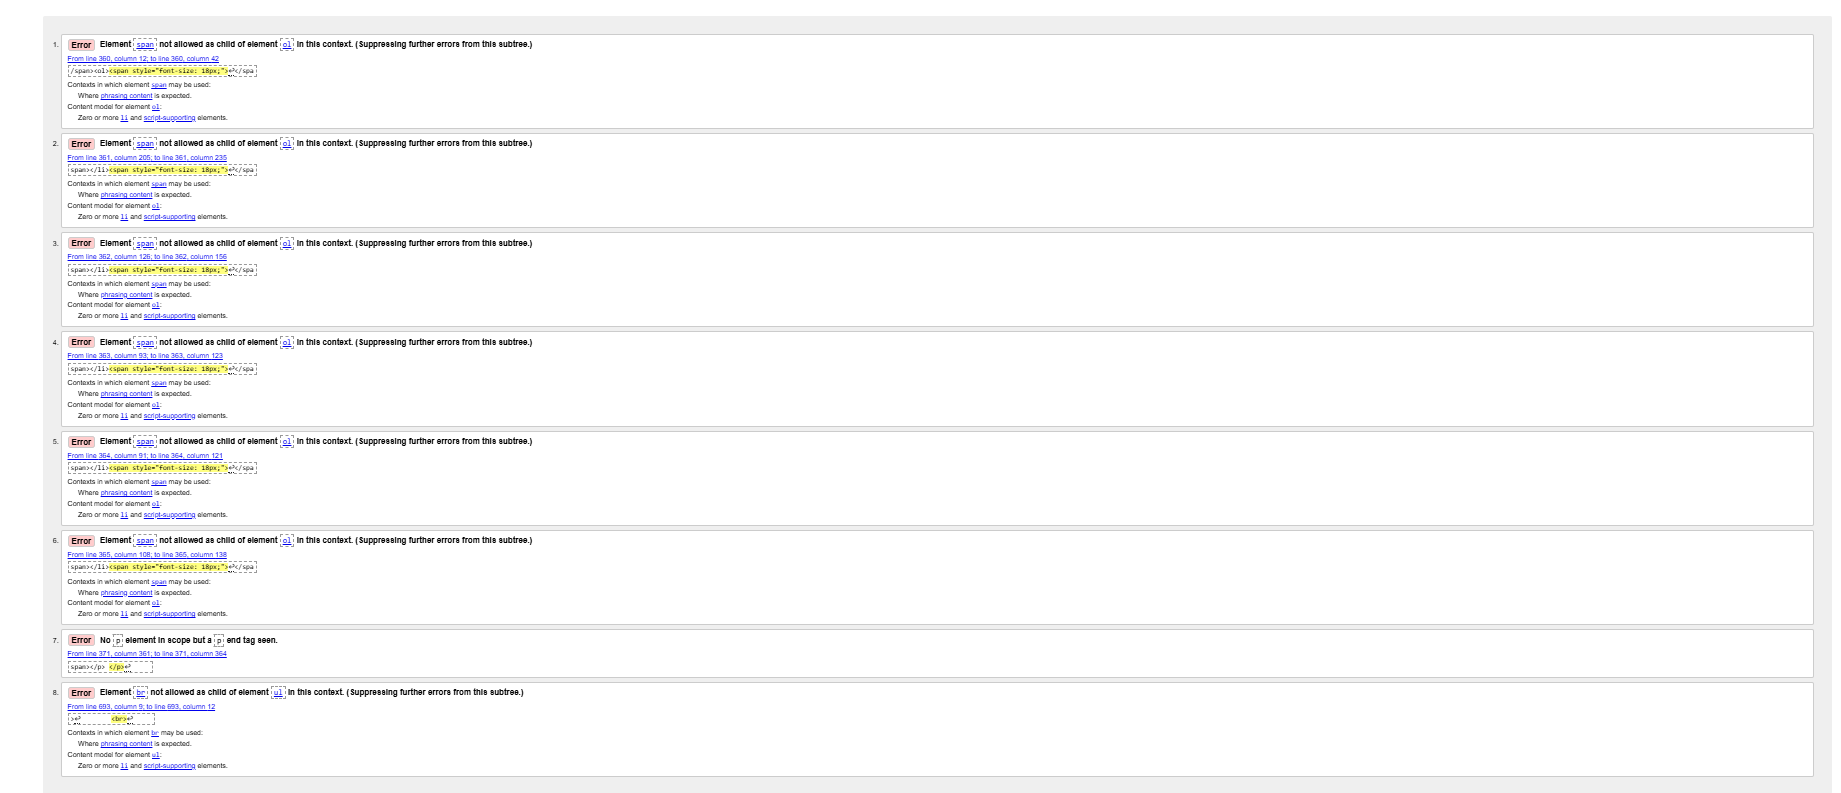 1. Error Element span not allowed as child of element ol in this context. (Suppressing further errors from this subtree.)
From line 360, column 12; to line 360, column 42
/span><ol><span style="font-size: 18px;">↩</spa
Contexts in which element span may be used:
Where phrasing content is expected.
Content model for element ol:
Zero or more li and script-supporting elements.
2. Error Element span not allowed as child of element ol in this context. (Suppressing further errors from this subtree.)
From line 361, column 205; to line 361, column 235
span></li><span style="font-size: 18px;">↩</spa
Contexts in which element span may be used:
Where phrasing content is expected.
Content model for element ol:
Zero or more li and script-supporting elements.
3. Error Element span not allowed as child of element ol in this context. (Suppressing further errors from this subtree.)
From line 362, column 126; to line 362, column 156
span></li><span style="font-size: 18px;">↩</spa
Contexts in which element span may be used:
Where phrasing content is expected.
Content model for element ol:
Zero or more li and script-supporting elements.
4. Error Element span not allowed as child of element ol in this context. (Suppressing further errors from this subtree.)
From line 363, column 93; to line 363, column 123
span></li><span style="font-size: 18px;">↩</spa
Contexts in which element span may be used:
Where phrasing content is expected.
Content model for element ol:
Zero or more li and script-supporting elements.
5. Error Element span not allowed as child of element ol in this context. (Suppressing further errors from this subtree.)
From line 364, column 91; to line 364, column 121
span></li><span style="font-size: 18px;">↩</spa
Contexts in which element span may be used:
Where phrasing content is expected.
Content model for element ol:
Zero or more li and script-supporting elements.
6. Error Element span not allowed as child of element ol in this context. (Suppressing further errors from this subtree.)
From line 365, column 108; to line 365, column 138
span></li><span style="font-size: 18px;">↩</spa
Contexts in which element span may be used:
Where phrasing content is expected.
Content model for element ol:
Zero or more li and script-supporting elements.
7. Error No p element in scope but a p end tag seen.
From line 371, column 361; to line 371, column 364
span></p> </p>↩
8. Error Element br not allowed as child of element ul in this context. (Suppressing further errors from this subtree.)
From line 693, column 9; to line 693, column 12
>↩ <br>↩
Contexts in which element br may be used:
Where phrasing content is expected.
Content model for element ul:
Zero or more li and script-supporting elements.